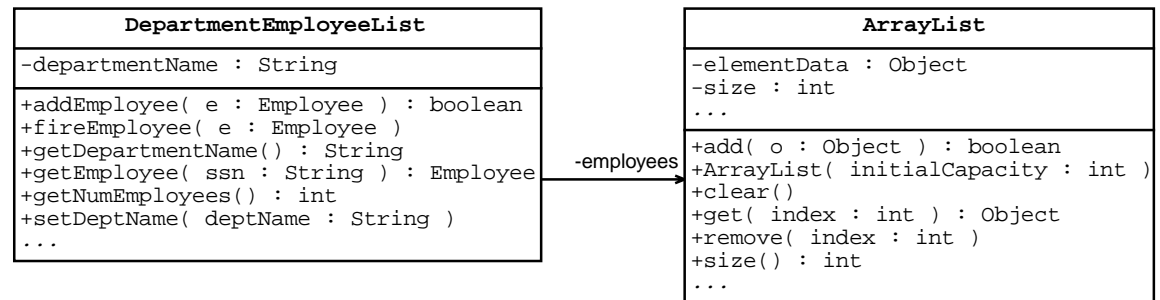 DepartmentEmployeeList
-departmentName : String
+addEmployee( e : Employee ) : boolean
+fireEmployee( e : Employee )
+getDepartmentName() : String
+getEmployee( ssn : String ) : Employee
+getNumEmployees() : int
+setDeptName( deptName : String )
...
-employees
ArrayList
-elementData : Object
-size : int
...
+add( o : Object ) : boolean
+ArrayList( initialCapacity : int )
+clear()
+get( index : int ) : Object
+remove( index : int )
+size() : int
...